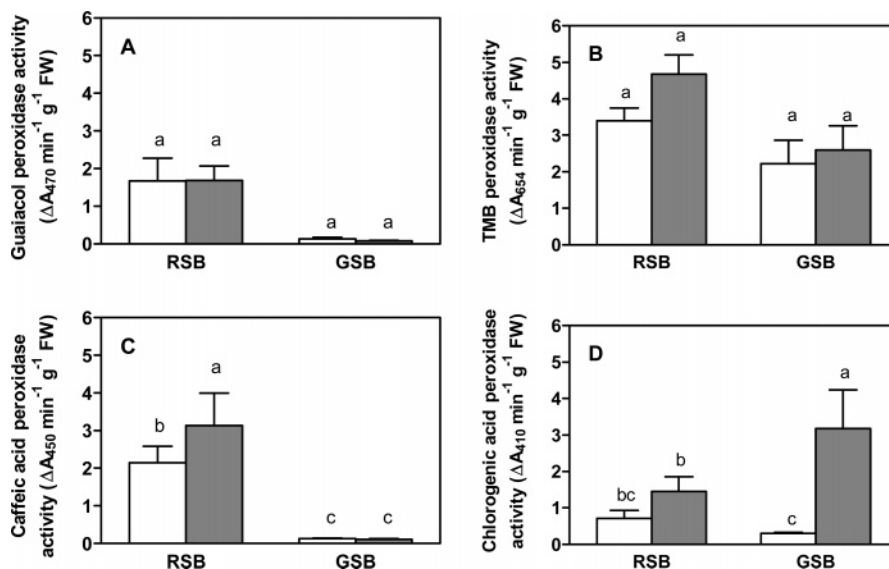 A
Guaiacol peroxidase activity
(ΔA470 min⁻¹ g⁻¹ FW)
6
5
4
3
2
1
0
a
a
a
a
RSB
GSB
B
TMB peroxidase activity
(ΔA654 min⁻¹ g⁻¹ FW)
6
5
4
3
2
1
0
a
a
a
a
RSB
GSB
C
Caffeic acid peroxidase
activity (ΔA450 min⁻¹ g⁻¹ FW)
6
5
4
3
2
1
0
b
a
c
c
RSB
GSB
D
Chlorogenic acid peroxidase
activity (ΔA410 min⁻¹ g⁻¹ FW)
6
5
4
3
2
1
0
bc
b
c
a
RSB
GSB